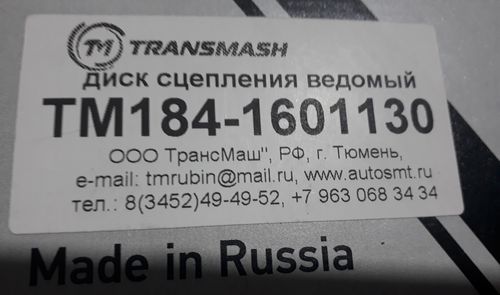 TM TRANSMASH
диск сцепления ведомый
ТМ184-1601130
ООО ТрансМаш", РФ, г. Тюмень,
e-mail: tmrubin@mail.ru, www.autosmt.ru
тел.: 8(3452)49-49-52, +7 963 068 34 34
Made in Russia